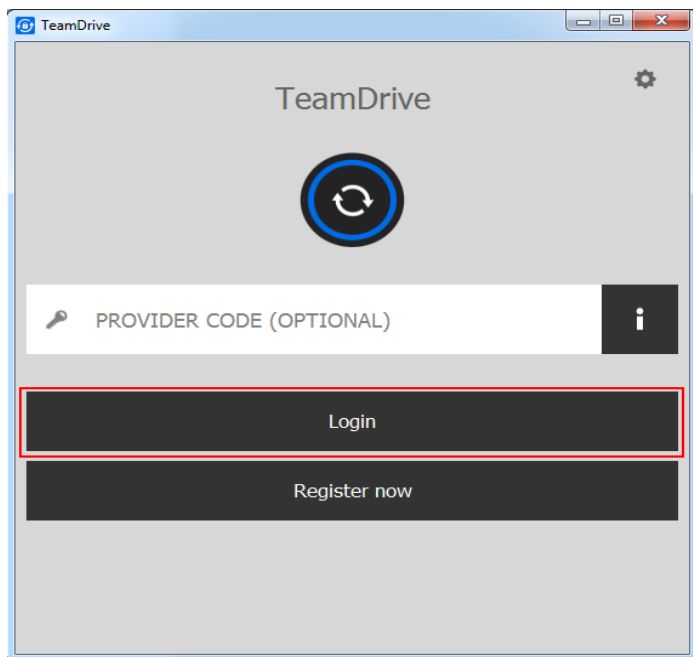 TeamDrive
TeamDrive
PROVIDER CODE (OPTIONAL)
i
Login
Register now